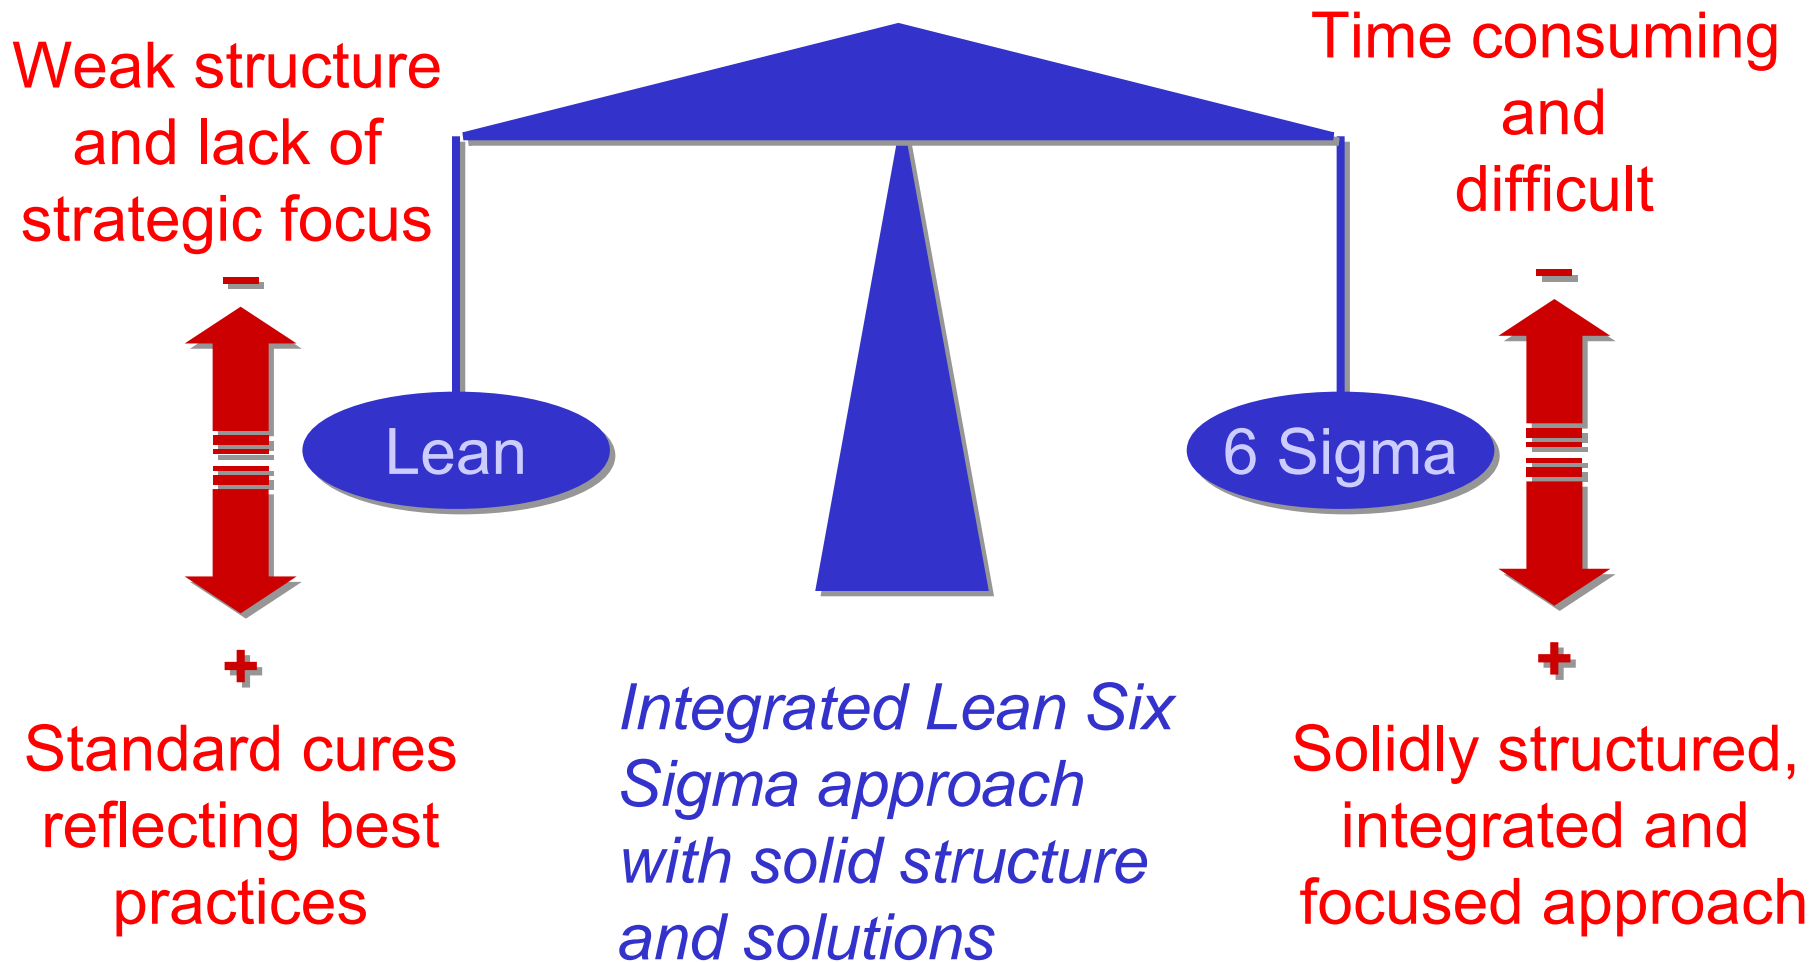 Weak structure
and lack of
strategic focus
–
Lean
+
Standard cures
reflecting best
practices
Integrated Lean Six
Sigma approach
with solid structure
and solutions
Time consuming
and
difficult
–
6 Sigma
+
Solidly structured,
integrated and
focused approach